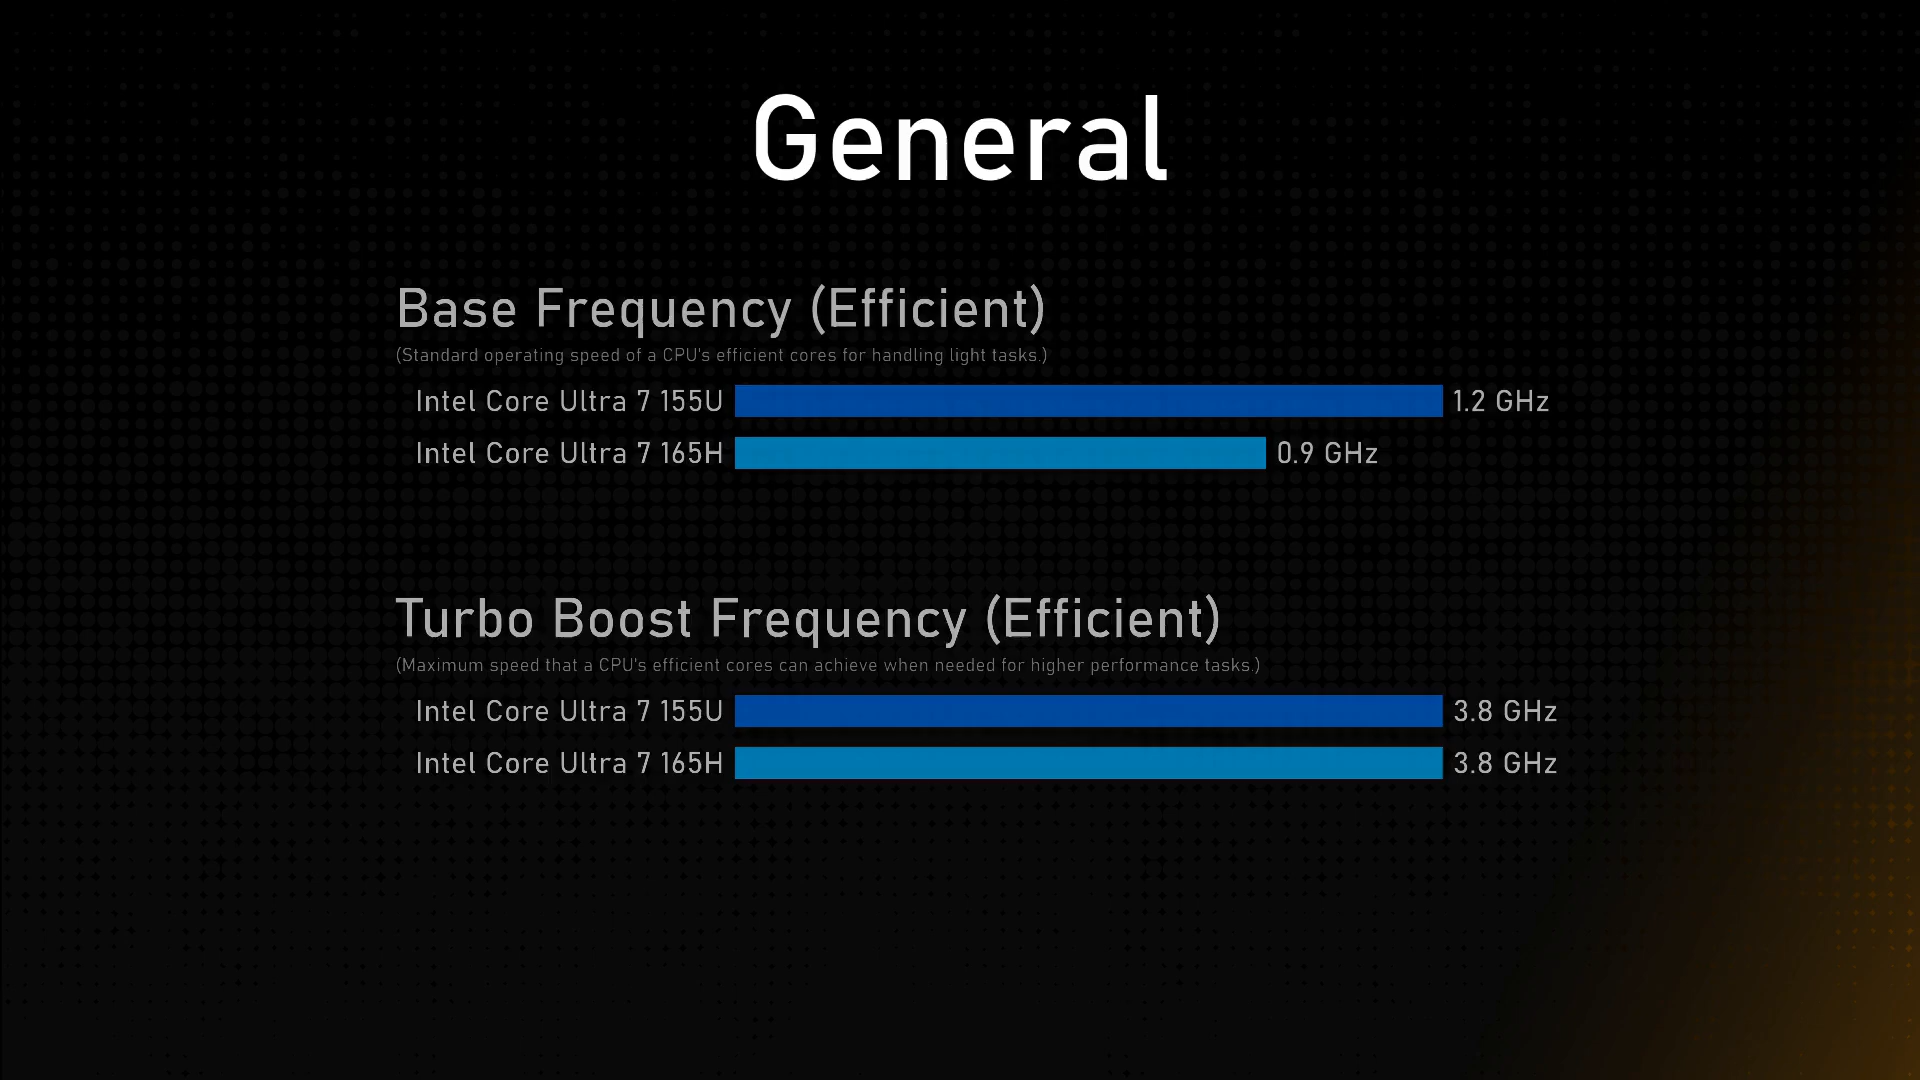 General
Base Frequency (Efficient)
(Standard operating speed of a CPU's efficient cores for handling light tasks.)
Intel Core Ultra 7 155U 1.2 GHz
Intel Core Ultra 7 165H 0.9 GHz
Turbo Boost Frequency (Efficient)
(Maximum speed that a CPU's efficient cores can achieve when needed for higher performance tasks.)
Intel Core Ultra 7 155U 3.8 GHz
Intel Core Ultra 7 165H 3.8 GHz